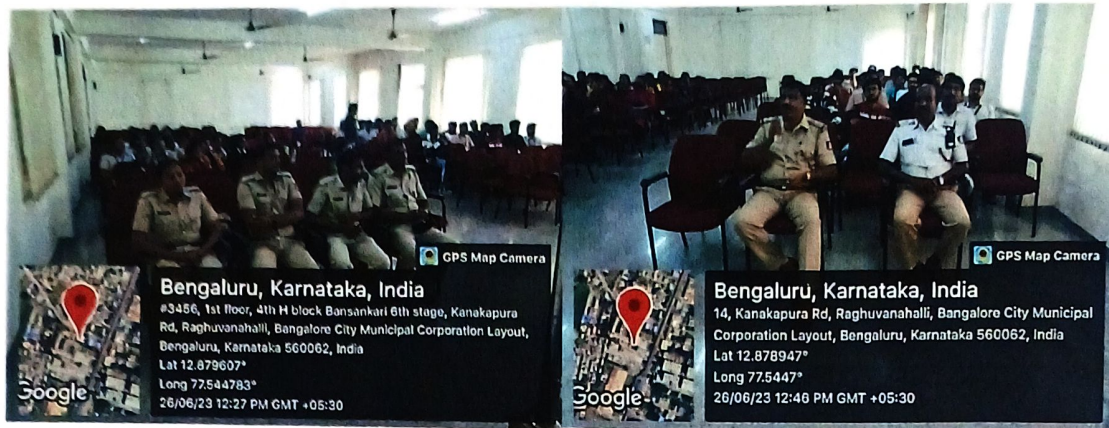 GPS Map Camera
Bengaluru, Karnataka, India
#3456, 1st floor, 4th H block Bansankari 6th stage, Kanakapura
Rd, Raghuvanahalli, Bangalore City Municipal Corporation Layout,
Bengaluru, Karnataka 560062, India
Lat 12.879607°
Long 77.544783°
26/06/23 12:27 PM GMT +05:30
Google
GPS Map Camera
Bengaluru, Karnataka, India
14, Kanakapura Rd, Raghuvanahalli, Bangalore City Municipal
Corporation Layout, Bengaluru, Karnataka 560062, India
Lat 12.878947°
Long 77.5447°
26/06/23 12:46 PM GMT +05:30
Google